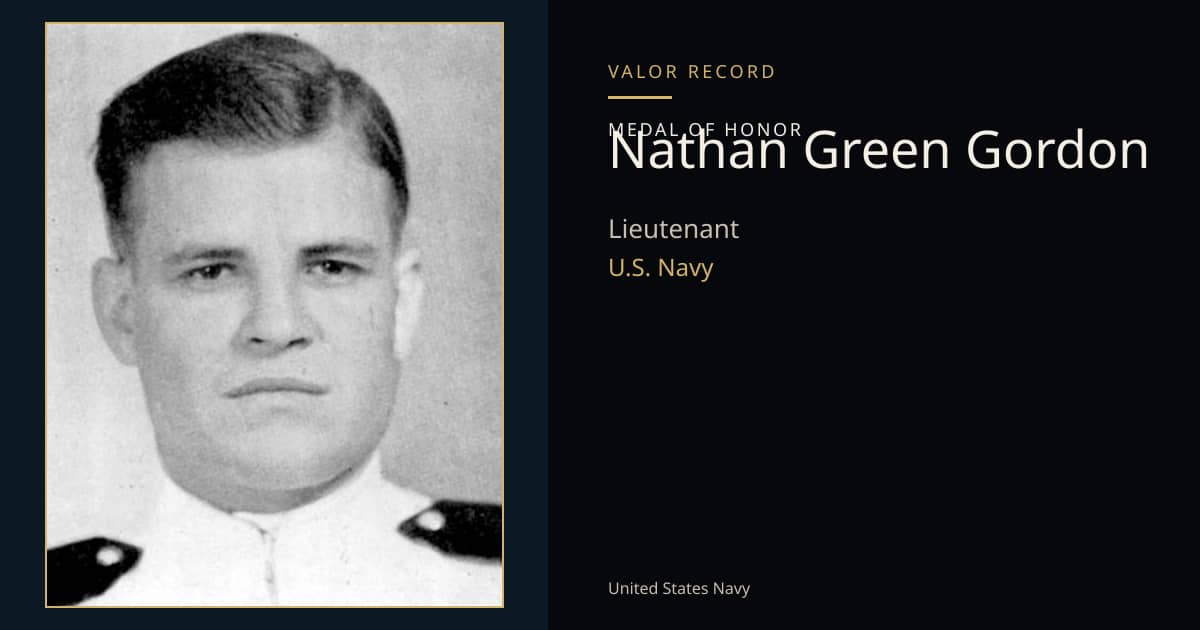 VALOR RECORD
MEDAL OF HONOR
Nathan Green Gordon
Lieutenant
U.S. Navy
United States Navy